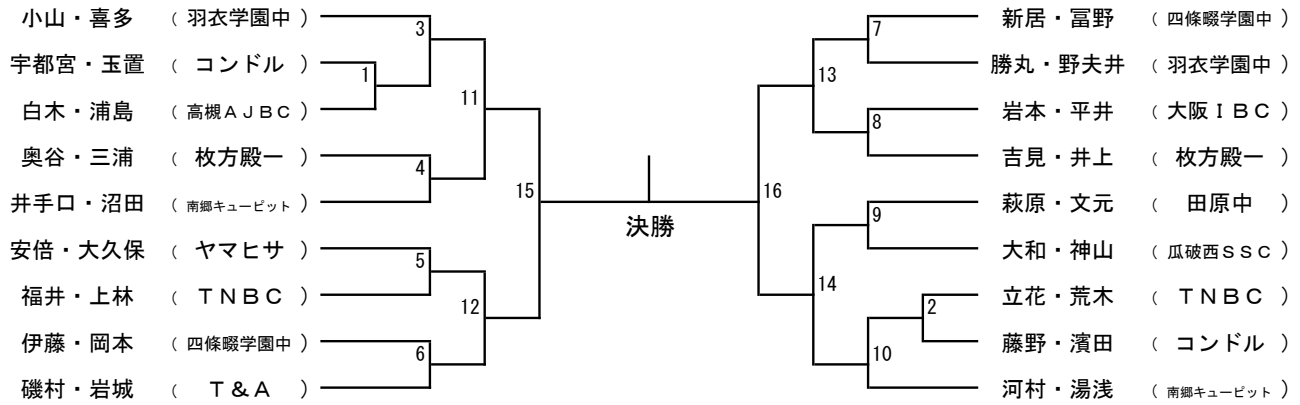 小山・喜多 （ 羽衣学園中 ）
宇都宮・玉置 （ コンドル ）
白木・浦島 （ 高槻ＡＪＢＣ ）
奥谷・三浦 （ 枚方殿一 ）
井手口・沼田 （ 南郷キューピット ）
安倍・大久保 （ ヤマヒサ ）
福井・上林 （ ＴＮＢＣ ）
伊藤・岡本 （ 四條畷学園中 ）
磯村・岩城 （ Ｔ＆Ａ ）
3
1
11
4
15
5
12
6
決勝
7
13
8
16
9
14
2
10
新居・冨野 （ 四條畷学園中 ）
勝丸・野夫井 （ 羽衣学園中 ）
岩本・平井 （ 大阪ＩＢＣ ）
吉見・井上 （ 枚方殿一 ）
萩原・文元 （ 田原中 ）
大和・神山 （ 瓜破西ＳＳＣ ）
立花・荒木 （ ＴＮＢＣ ）
藤野・濱田 （ コンドル ）
河村・湯浅 （ 南郷キューピット ）